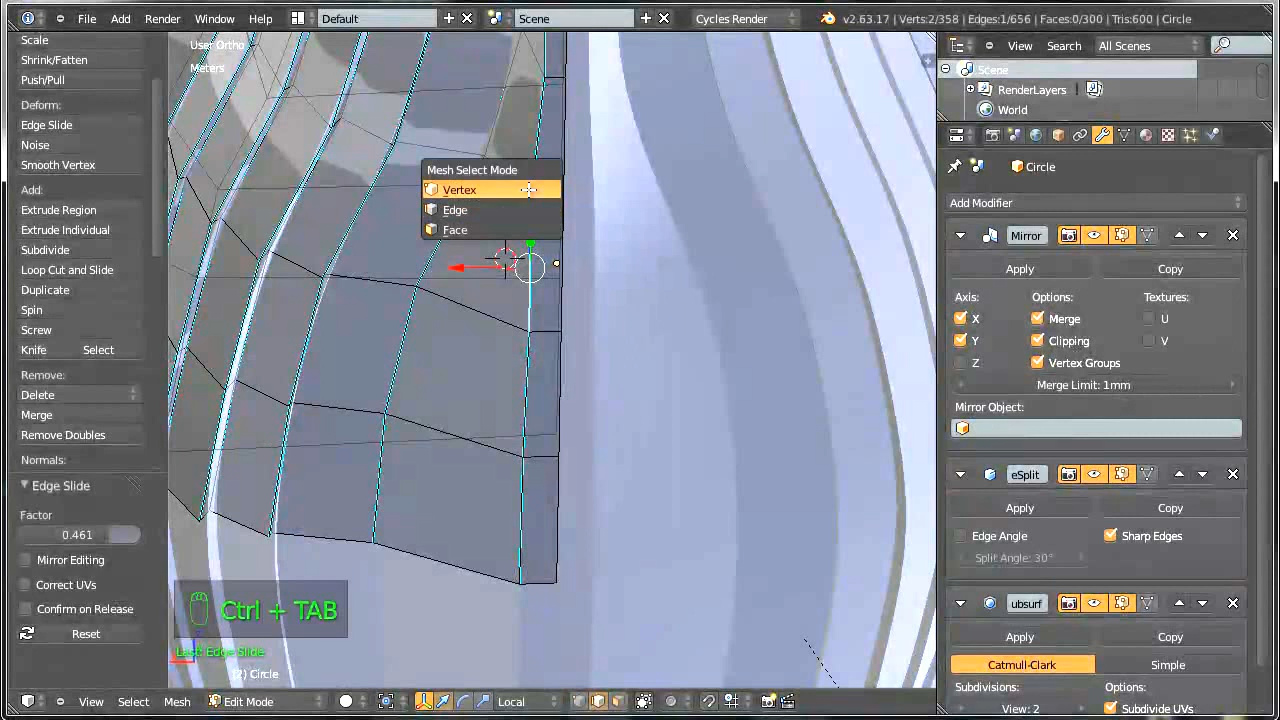 File Add Render Window Help Default Scene Cycles Render v2.63.17 | Verts:2/358 | Edges:1/656 | Faces:0/300 | Tris:600 | Circle
Scale
Shrink/Fatten
Push/Pull
Deform:
Edge Slide
Noise
Smooth Vertex
Add:
Extrude Region
Extrude Individual
Subdivide
Loop Cut and Slide
Duplicate
Spin
Screw
Knife Select
Remove:
Delete
Merge
Remove Doubles
Normals:
Edge Slide
Factor
0.461
Mirror Editing
Correct UVs
Confirm on Release
Reset
User Ortho
Meters
Mesh Select Mode
Vertex
Edge
Face
Ctrl + TAB
Last: Edge Slide
(2) Circle
View Select Mesh Edit Mode Local
View Search All Scenes
Scene
RenderLayers |
World
Circle
Add Modifier
Mirror
Apply Copy
Axis: Options: Textures:
X Merge U
Y Clipping V
Z Vertex Groups
Merge Limit: 1mm
Mirror Object:
eSplit
Apply Copy
Edge Angle Sharp Edges
Split Angle: 30°
ubsurf
Apply Copy
Catmull-Clark Simple
Subdivisions: Options:
View: 2 Subdivide UVs